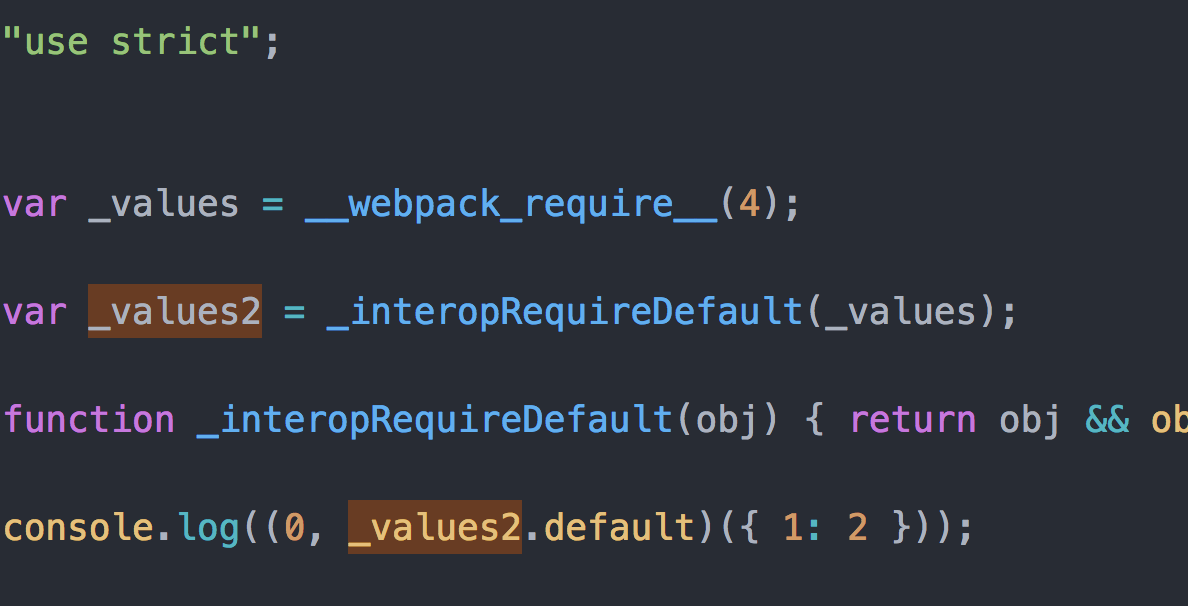 "use strict";
var _values = __webpack_require__(4);
var _values2 = _interopRequireDefault(_values);
function _interopRequireDefault(obj) { return obj && ob
console.log((0, _values2.default)({ 1: 2 }));